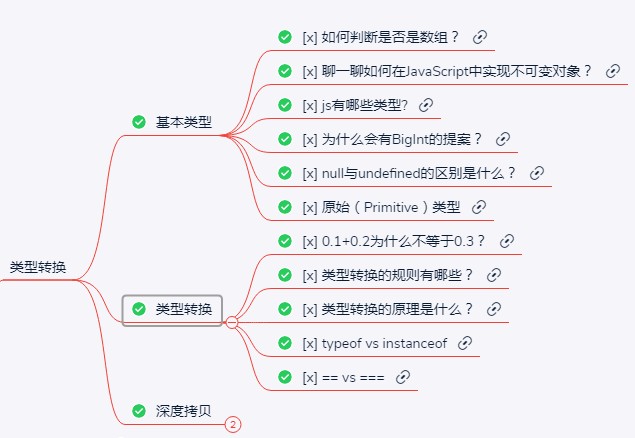 类型转换
基本类型
[x] 如何判断是否是数组？
[x] 聊一聊如何在JavaScript中实现不可变对象？
[x] js有哪些类型?
[x] 为什么会有BigInt的提案？
[x] null与undefined的区别是什么？
[x] 原始（Primitive）类型
类型转换
[x] 0.1+0.2为什么不等于0.3？
[x] 类型转换的规则有哪些？
[x] 类型转换的原理是什么？
[x] typeof vs instanceof
[x] == vs ===
深度拷贝
2